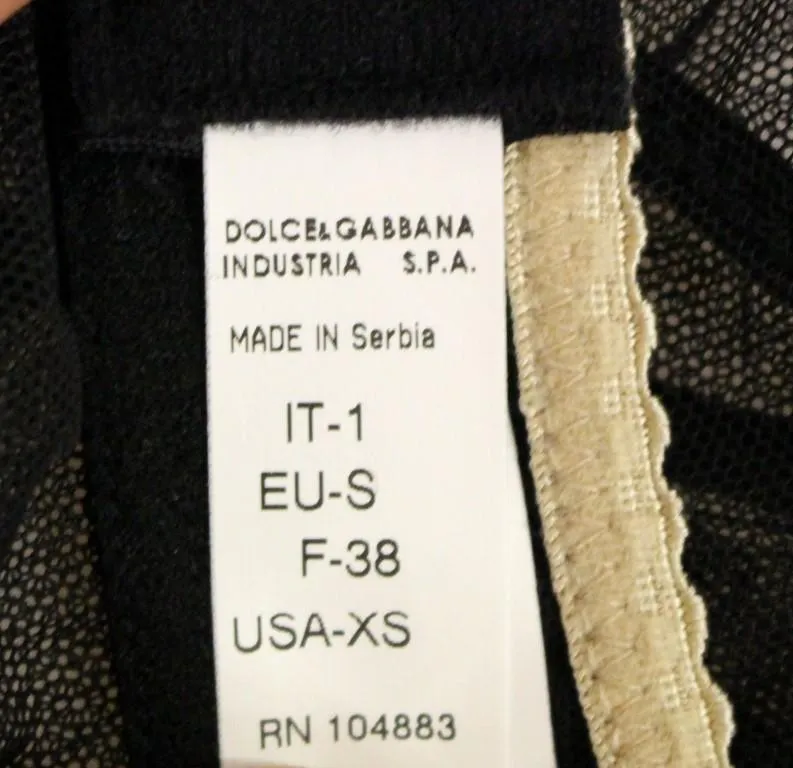 DOLCE&GABBANA
INDUSTRIA S.P.A.
MADE IN Serbia
IT-1
EU-S
F-38
USA-XS
RN 104883